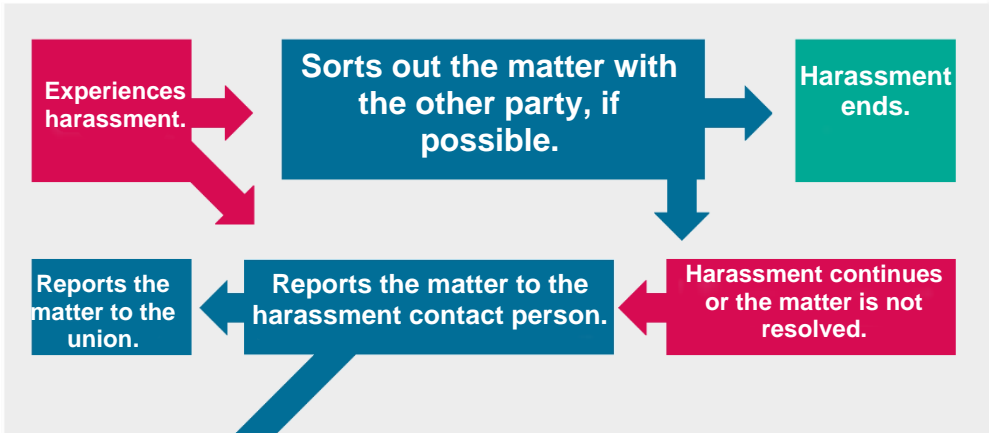 Experiences
harassment.
Sorts out the matter with
the other party, if
possible.
Harassment
ends.
Reports the
matter to the
union.
Reports the matter to the
harassment contact person.
Harassment continues
or the matter is not
resolved.